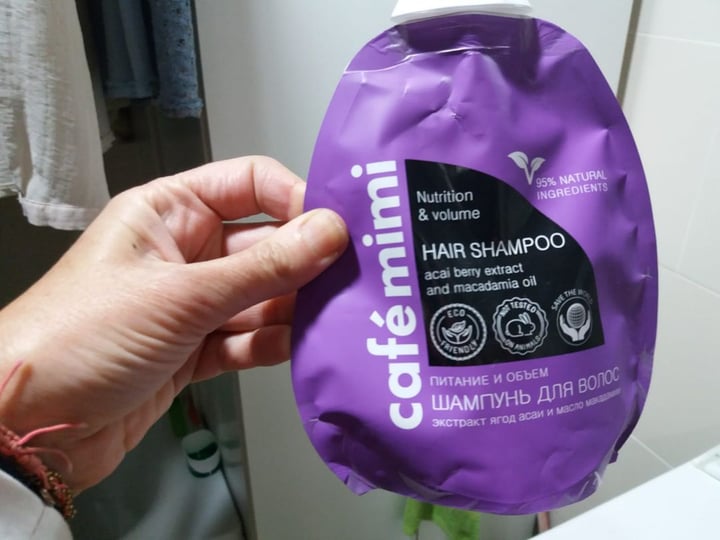 café mimi
95% NATURAL
INGREDIENTS
Nutrition
& volume
HAIR SHAMPOO
acai berry extract
and macadamia oil
ECO
FRIENDLY
NOT TESTED
ON ANIMALS
SAVE THE WORLD
ПИТАНИЕ И ОБЪЕМ
ШАМПУНЬ ДЛЯ ВОЛОС
экстракт ягод асаи и масло макадамии